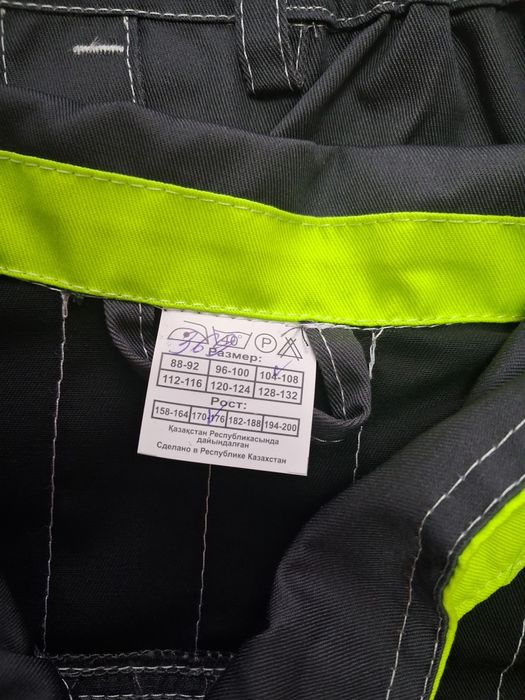 40° P
Размер:
88-92 96-100 104-108
112-116 120-124 128-132
Рост:
158-164 170-176 182-188 194-200
Қазақстан Республикасында
дайындалған
Сделано в Республике Казахстан